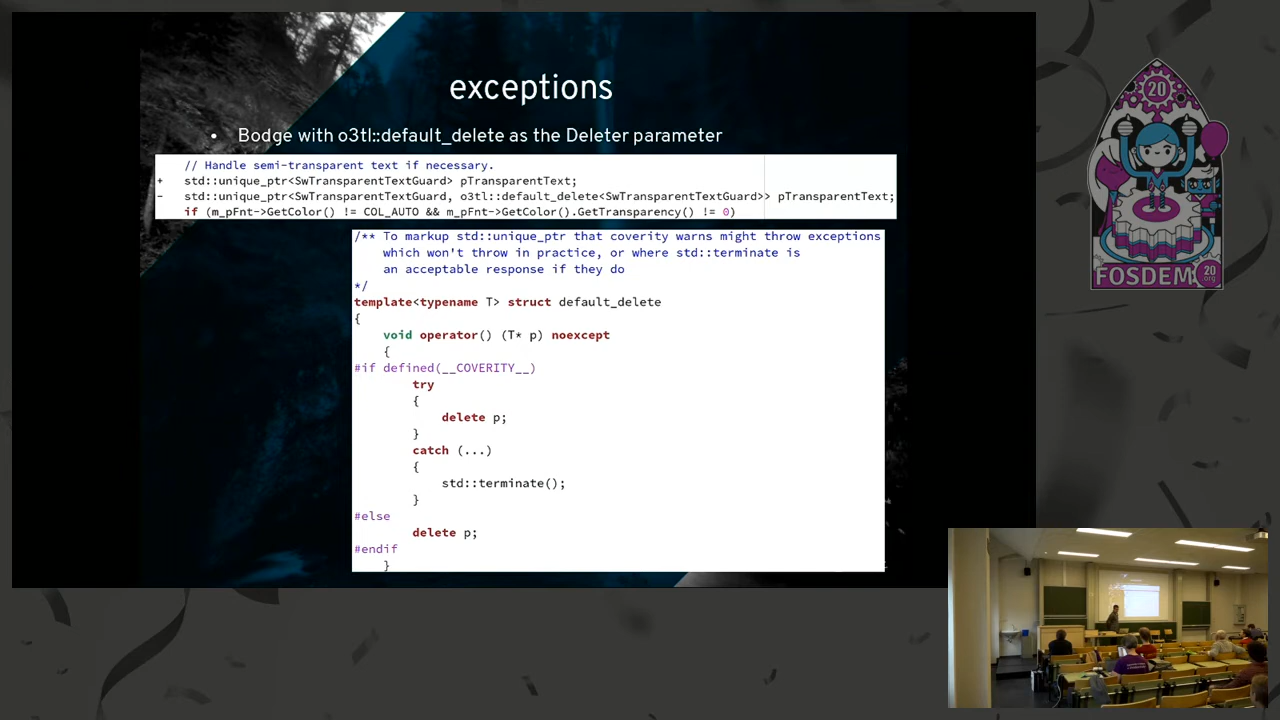 exceptions
• Bodge with o3tl::default_delete as the Deleter parameter
// Handle semi-transparent text if necessary.
+ std::unique_ptr<SwTransparentTextGuard> pTransparentText;
- std::unique_ptr<SwTransparentTextGuard, o3tl::default_delete<SwTransparentTextGuard>> pTransparentText;
if (m_pFnt->GetColor() != COL_AUTO && m_pFnt->GetColor().GetTransparency() != 0)
/** To markup std::unique_ptr that coverity warns might throw exceptions
which won't throw in practice, or where std::terminate is
an acceptable response if they do
*/
template<typename T> struct default_delete
{
void operator() (T* p) noexcept
{
#if defined(__COVERITY__)
try
{
delete p;
}
catch (...)
{
std::terminate();
}
#else
delete p;
#endif
}
20
FOSDEM
20
.org